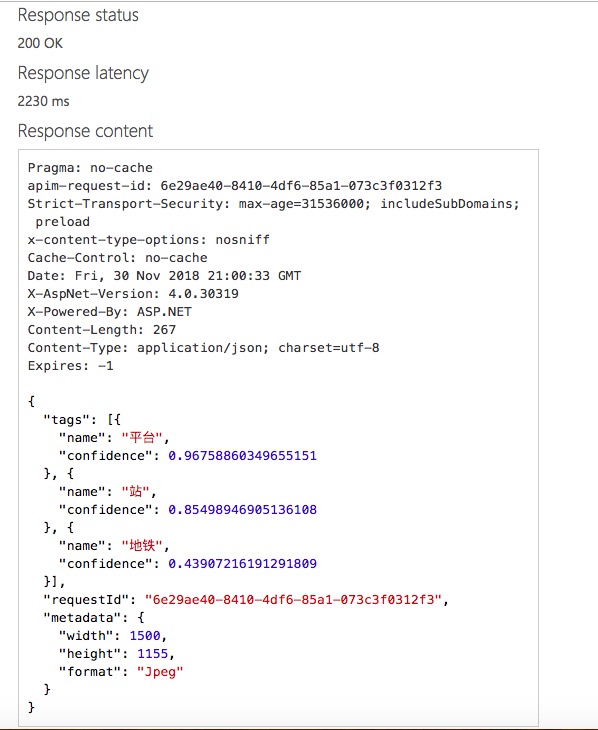 Response status
200 OK
Response latency
2230 ms
Response content
Pragma: no-cache
apim-request-id: 6e29ae40-8410-4df6-85a1-073c3f0312f3
Strict-Transport-Security: max-age=31536000; includeSubDomains;
 preload
x-content-type-options: nosniff
Cache-Control: no-cache
Date: Fri, 30 Nov 2018 21:00:33 GMT
X-AspNet-Version: 4.0.30319
X-Powered-By: ASP.NET
Content-Length: 267
Content-Type: application/json; charset=utf-8
Expires: -1
{
  "tags": [{
    "name": "平台",
    "confidence": 0.96758860349655151
  }, {
    "name": "站",
    "confidence": 0.85498946905136108
  }, {
    "name": "地铁",
    "confidence": 0.43907216191291809
  }],
  "requestId": "6e29ae40-8410-4df6-85a1-073c3f0312f3",
  "metadata": {
    "width": 1500,
    "height": 1155,
    "format": "Jpeg"
  }
}